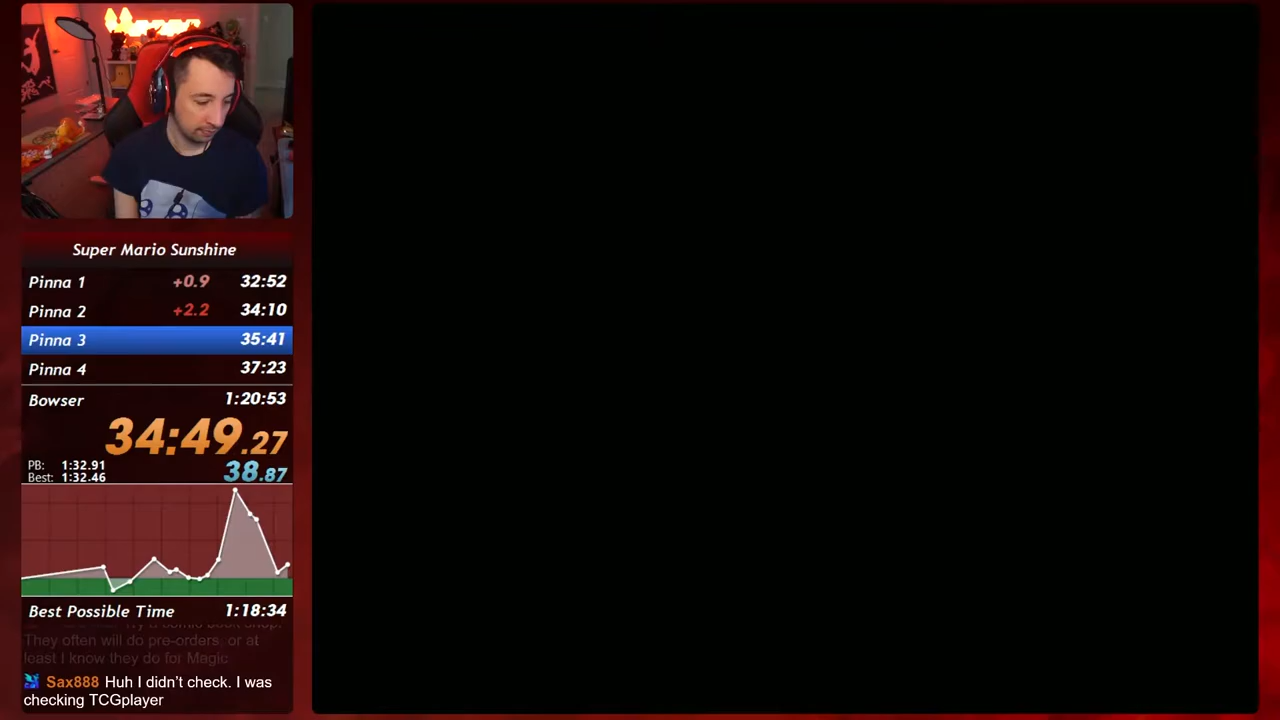 Super Mario Sunshine
Pinna 1 +0.9 32:52
Pinna 2 +2.2 34:10
Pinna 3 35:41
Pinna 4 37:23
Bowser 1:20:53
34:49.27
PB: 1:32.91
Best: 1:32.46
38.87
Best Possible Time 1:18:34
They often will do pre-orders, or at
least I know they do for Magic
Sax888 Huh I didn't check. I was
checking TCGplayer